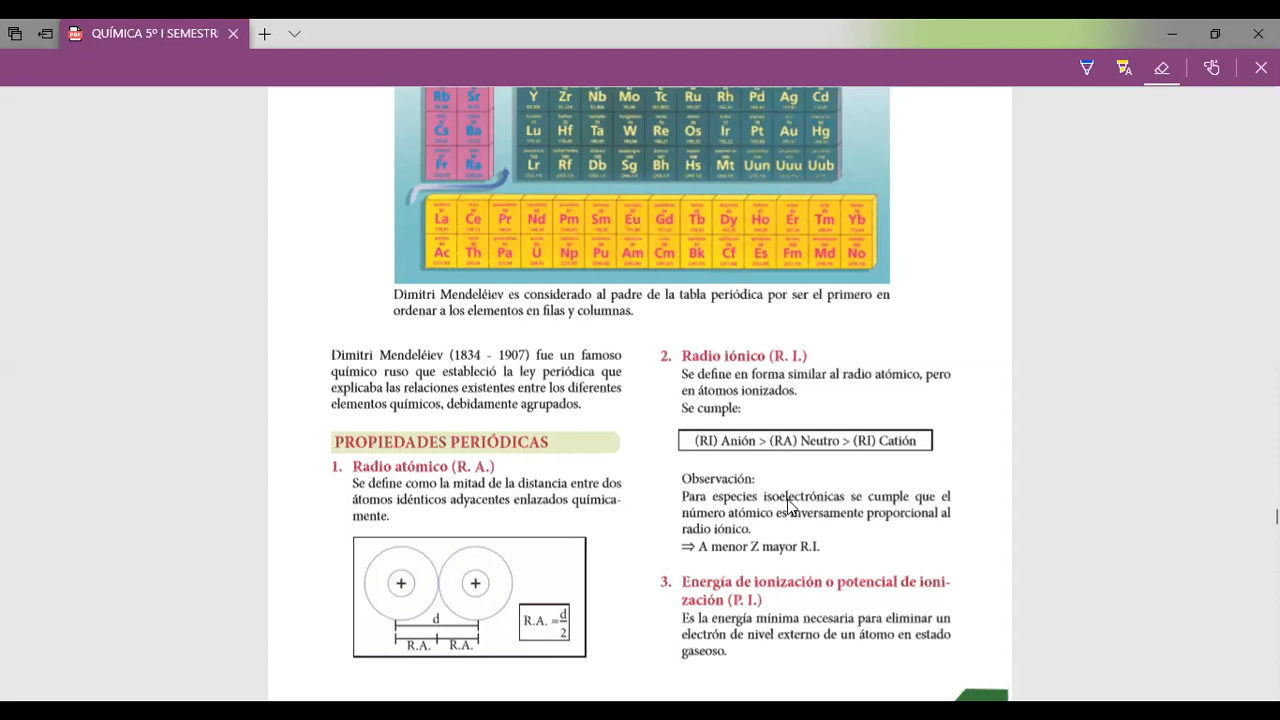 QUÍMICA 5º I SEMESTR
Rb Sr Y Zr Nb Mo Tc Ru Rh Pd Ag Cd
Cs Ba Lu Hf Ta W Re Os Ir Pt Au Hg
Fr Ra Lr Rf Db Sg Bh Hs Mt Uun Uuu Uub
La Ce Pr Nd Pm Sm Eu Gd Tb Dy Ho Er Tm Yb
Ac Th Pa U Np Pu Am Cm Bk Cf Es Fm Md No
Dimitri Mendeléiev es considerado al padre de la tabla periódica por ser el primero en
ordenar a los elementos en filas y columnas.
Dimitri Mendeléiev (1834 - 1907) fue un famoso
químico ruso que estableció la ley periódica que
explicaba las relaciones existentes entre los diferentes
elementos químicos, debidamente agrupados.
PROPIEDADES PERIÓDICAS
1. Radio atómico (R. A.)
Se define como la mitad de la distancia entre dos
átomos idénticos adyacentes enlazados química-
mente.
+ +
d
R.A. R.A.
R.A. = d/2
2. Radio iónico (R. I.)
Se define en forma similar al radio atómico, pero
en átomos ionizados.
Se cumple:
(RI) Anión > (RA) Neutro > (RI) Catión
Observación:
Para especies isoelectrónicas se cumple que el
número atómico es inversamente proporcional al
radio iónico.
⇒ A menor Z mayor R.I.
3. Energía de ionización o potencial de ioni-
zación (P. I.)
Es la energía mínima necesaria para eliminar un
electrón de nivel externo de un átomo en estado
gaseoso.